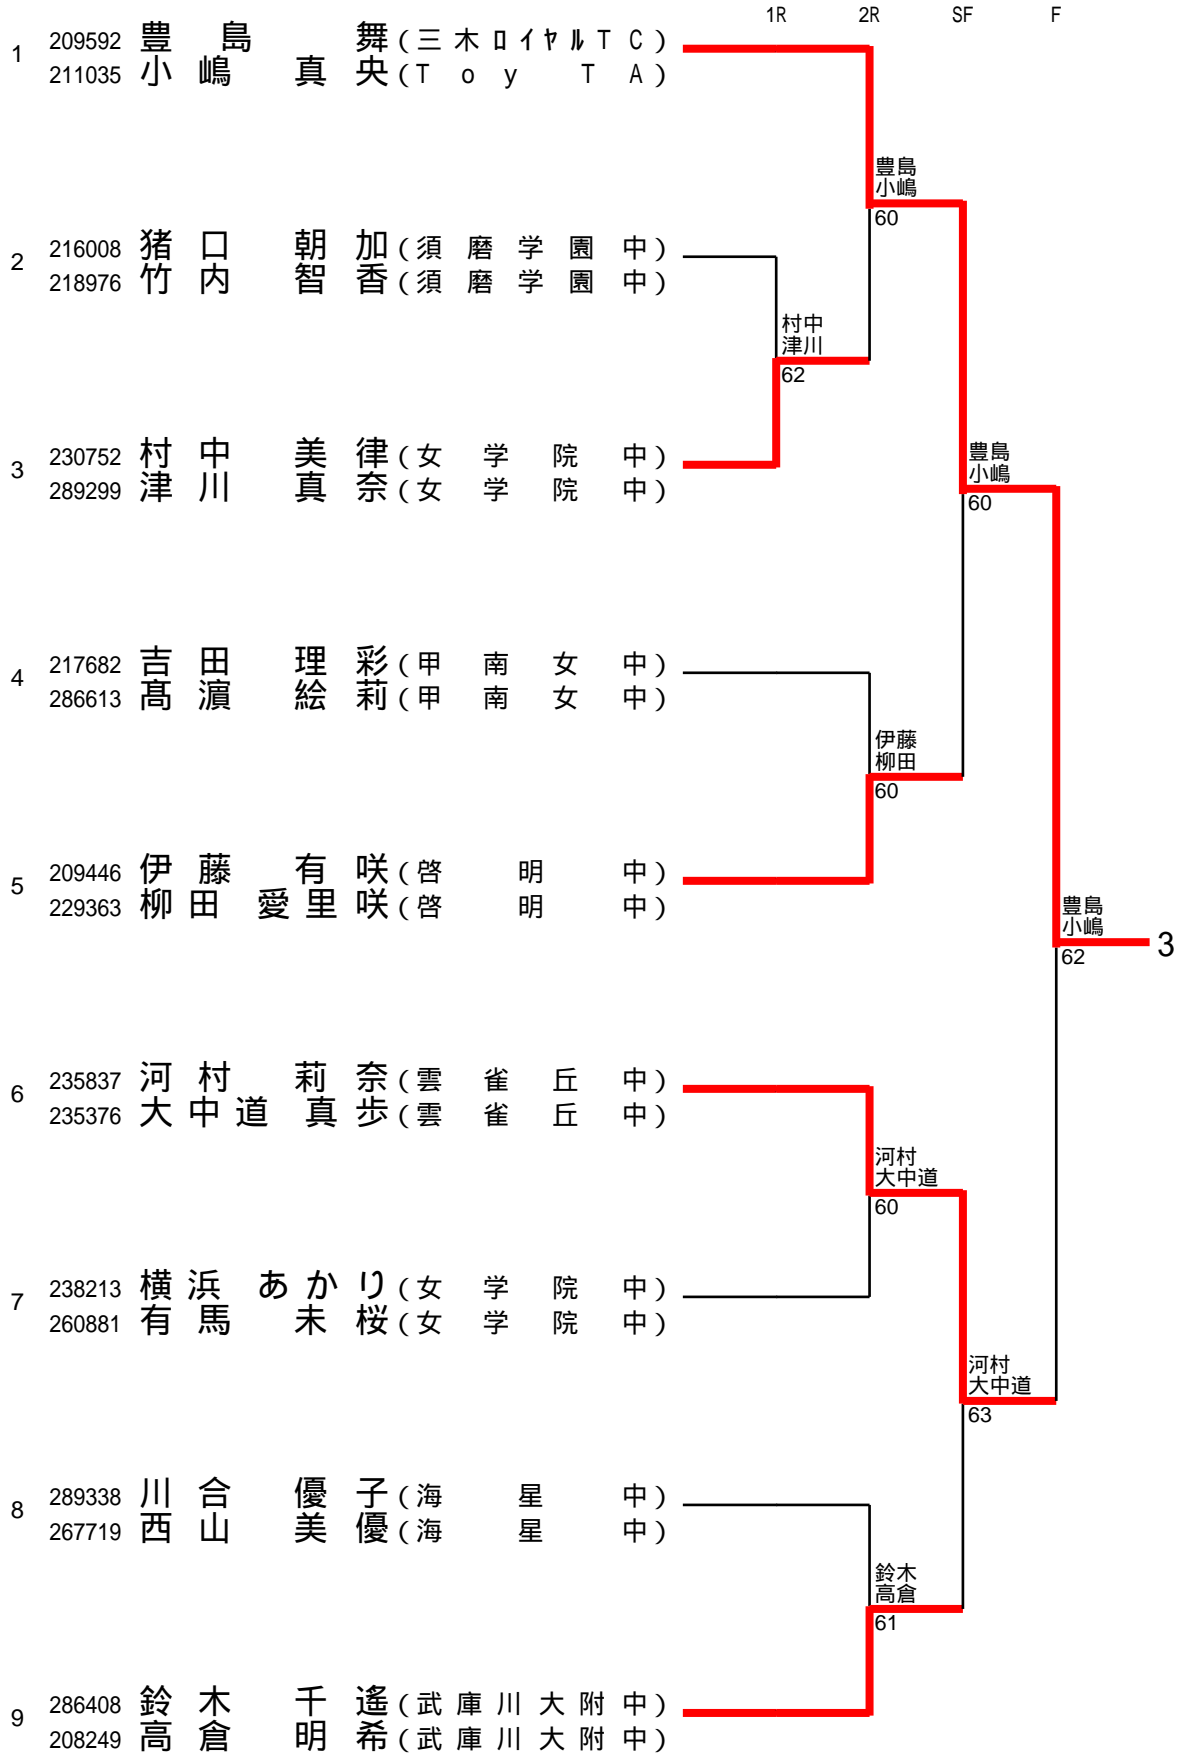 1R 2R SF F
1
209592 豊島 舞(三木ロイヤルTC)
211035 小嶋 真央(Toy TA)
豊島
小嶋
60
2
216008 猪口 朝加(須磨学園中)
218976 竹内 智香(須磨学園中)
村中
津川
62
3
230752 村中 美律(女学院中)
289299 津川 真奈(女学院中)
豊島
小嶋
60
4
217682 吉田 理彩(甲南女中)
286613 髙濵 絵莉(甲南女中)
伊藤
柳田
60
5
209446 伊藤 有咲(啓明中)
229363 柳田 愛里咲(啓明中)
豊島
小嶋
62
3
6
235837 河村 莉奈(雲雀丘中)
235376 大中道 真歩(雲雀丘中)
河村
大中道
60
7
238213 横浜 あかり(女学院中)
260881 有馬 未桜(女学院中)
河村
大中道
63
8
289338 川合 優子(海星中)
267719 西山 美優(海星中)
鈴木
高倉
61
9
286408 鈴木 千遙(武庫川大附中)
208249 高倉 明希(武庫川大附中)